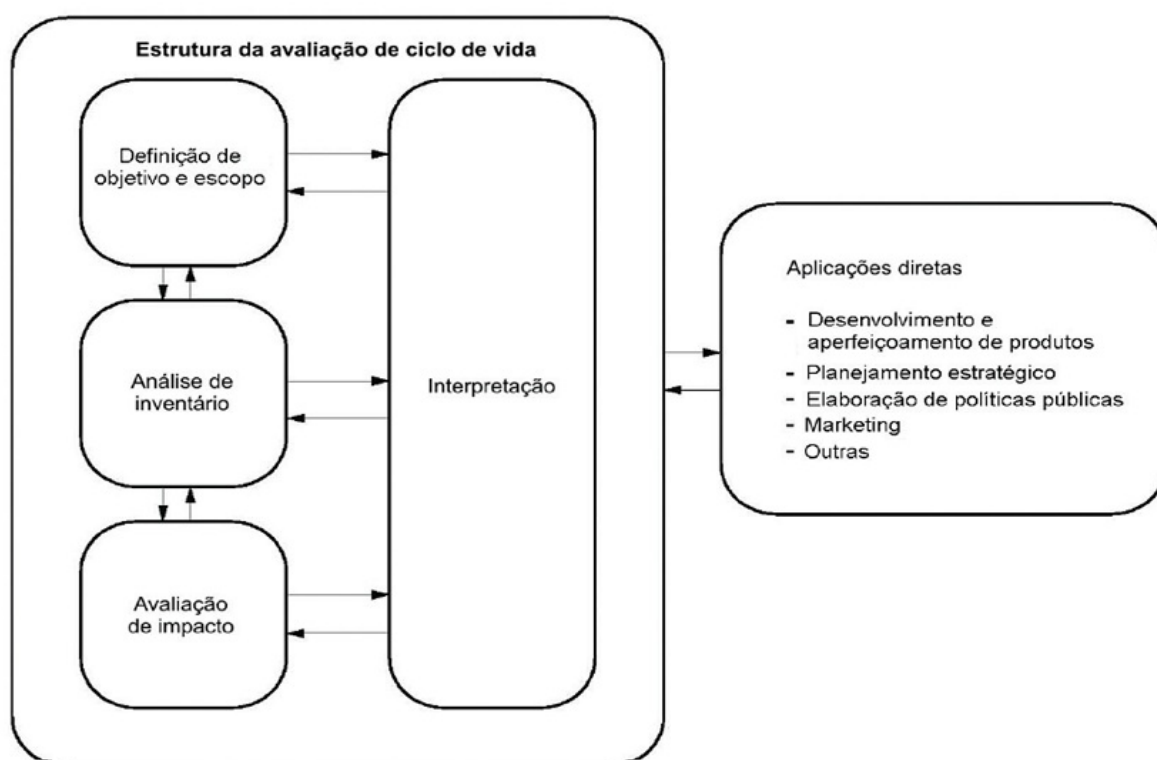 Estrutura da avaliação de ciclo de vida
Definição de
objetivo e escopo
Análise de
inventário
Avaliação
de impacto
Interpretação
Aplicações diretas
- Desenvolvimento e
aperfeiçoamento de produtos
- Planejamento estratégico
- Elaboração de políticas públicas
- Marketing
- Outras